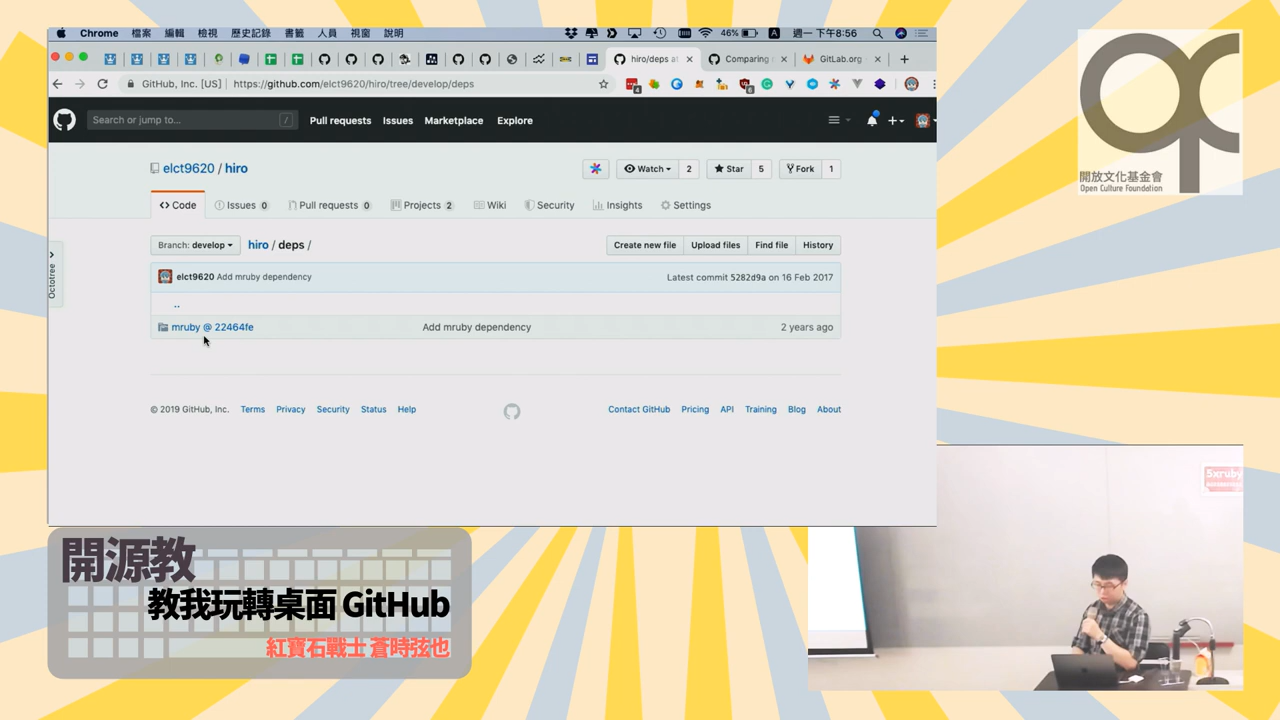 Chrome 檔案 編輯 檢視 歷史記錄 書籤 人員 視窗 說明 46% A 週一 下午8:56
hiro/deps at Comparing GitLab.org
GitHub, Inc. [US] https://github.com/elct9620/hiro/tree/develop/deps
Search or jump to... / Pull requests Issues Marketplace Explore
elct9620 / hiro Watch 2 Star 5 Fork 1
Code Issues 0 Pull requests 0 Projects 2 Wiki Security Insights Settings
Branch: develop hiro / deps / Create new file Upload files Find file History
Octotree
elct9620 Add mruby dependency Latest commit 5282d9a on 16 Feb 2017
..
mruby @ 22464fe Add mruby dependency 2 years ago
© 2019 GitHub, Inc. Terms Privacy Security Status Help Contact GitHub Pricing API Training Blog About
開放文化基金會
Open Culture Foundation
5xruby
開源教
教我玩轉桌面 GitHub
紅寶石戰士 蒼時弦也